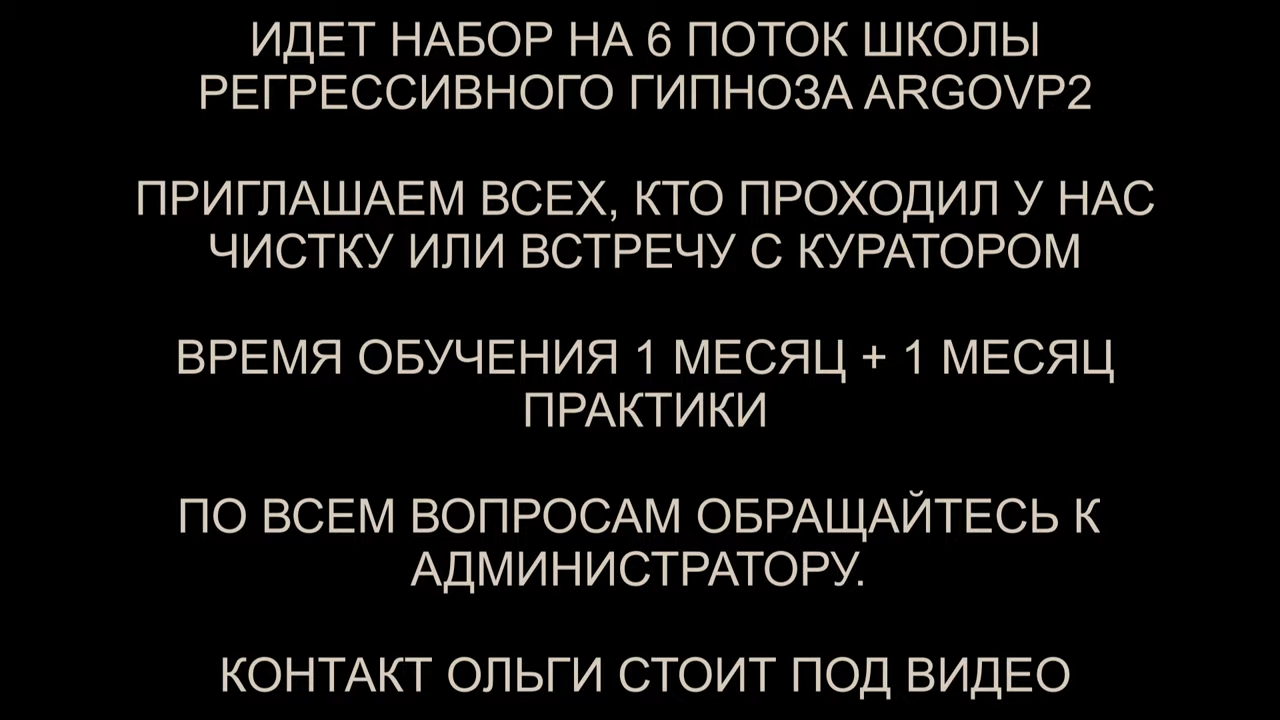 ИДЕТ НАБОР НА 6 ПОТОК ШКОЛЫ
РЕГРЕССИВНОГО ГИПНОЗА ARGOVP2
ПРИГЛАШАЕМ ВСЕХ, КТО ПРОХОДИЛ У НАС
ЧИСТКУ ИЛИ ВСТРЕЧУ С КУРАТОРОМ
ВРЕМЯ ОБУЧЕНИЯ 1 МЕСЯЦ + 1 МЕСЯЦ
ПРАКТИКИ
ПО ВСЕМ ВОПРОСАМ ОБРАЩАЙТЕСЬ К
АДМИНИСТРАТОРУ.
КОНТАКТ ОЛЬГИ СТОИТ ПОД ВИДЕО